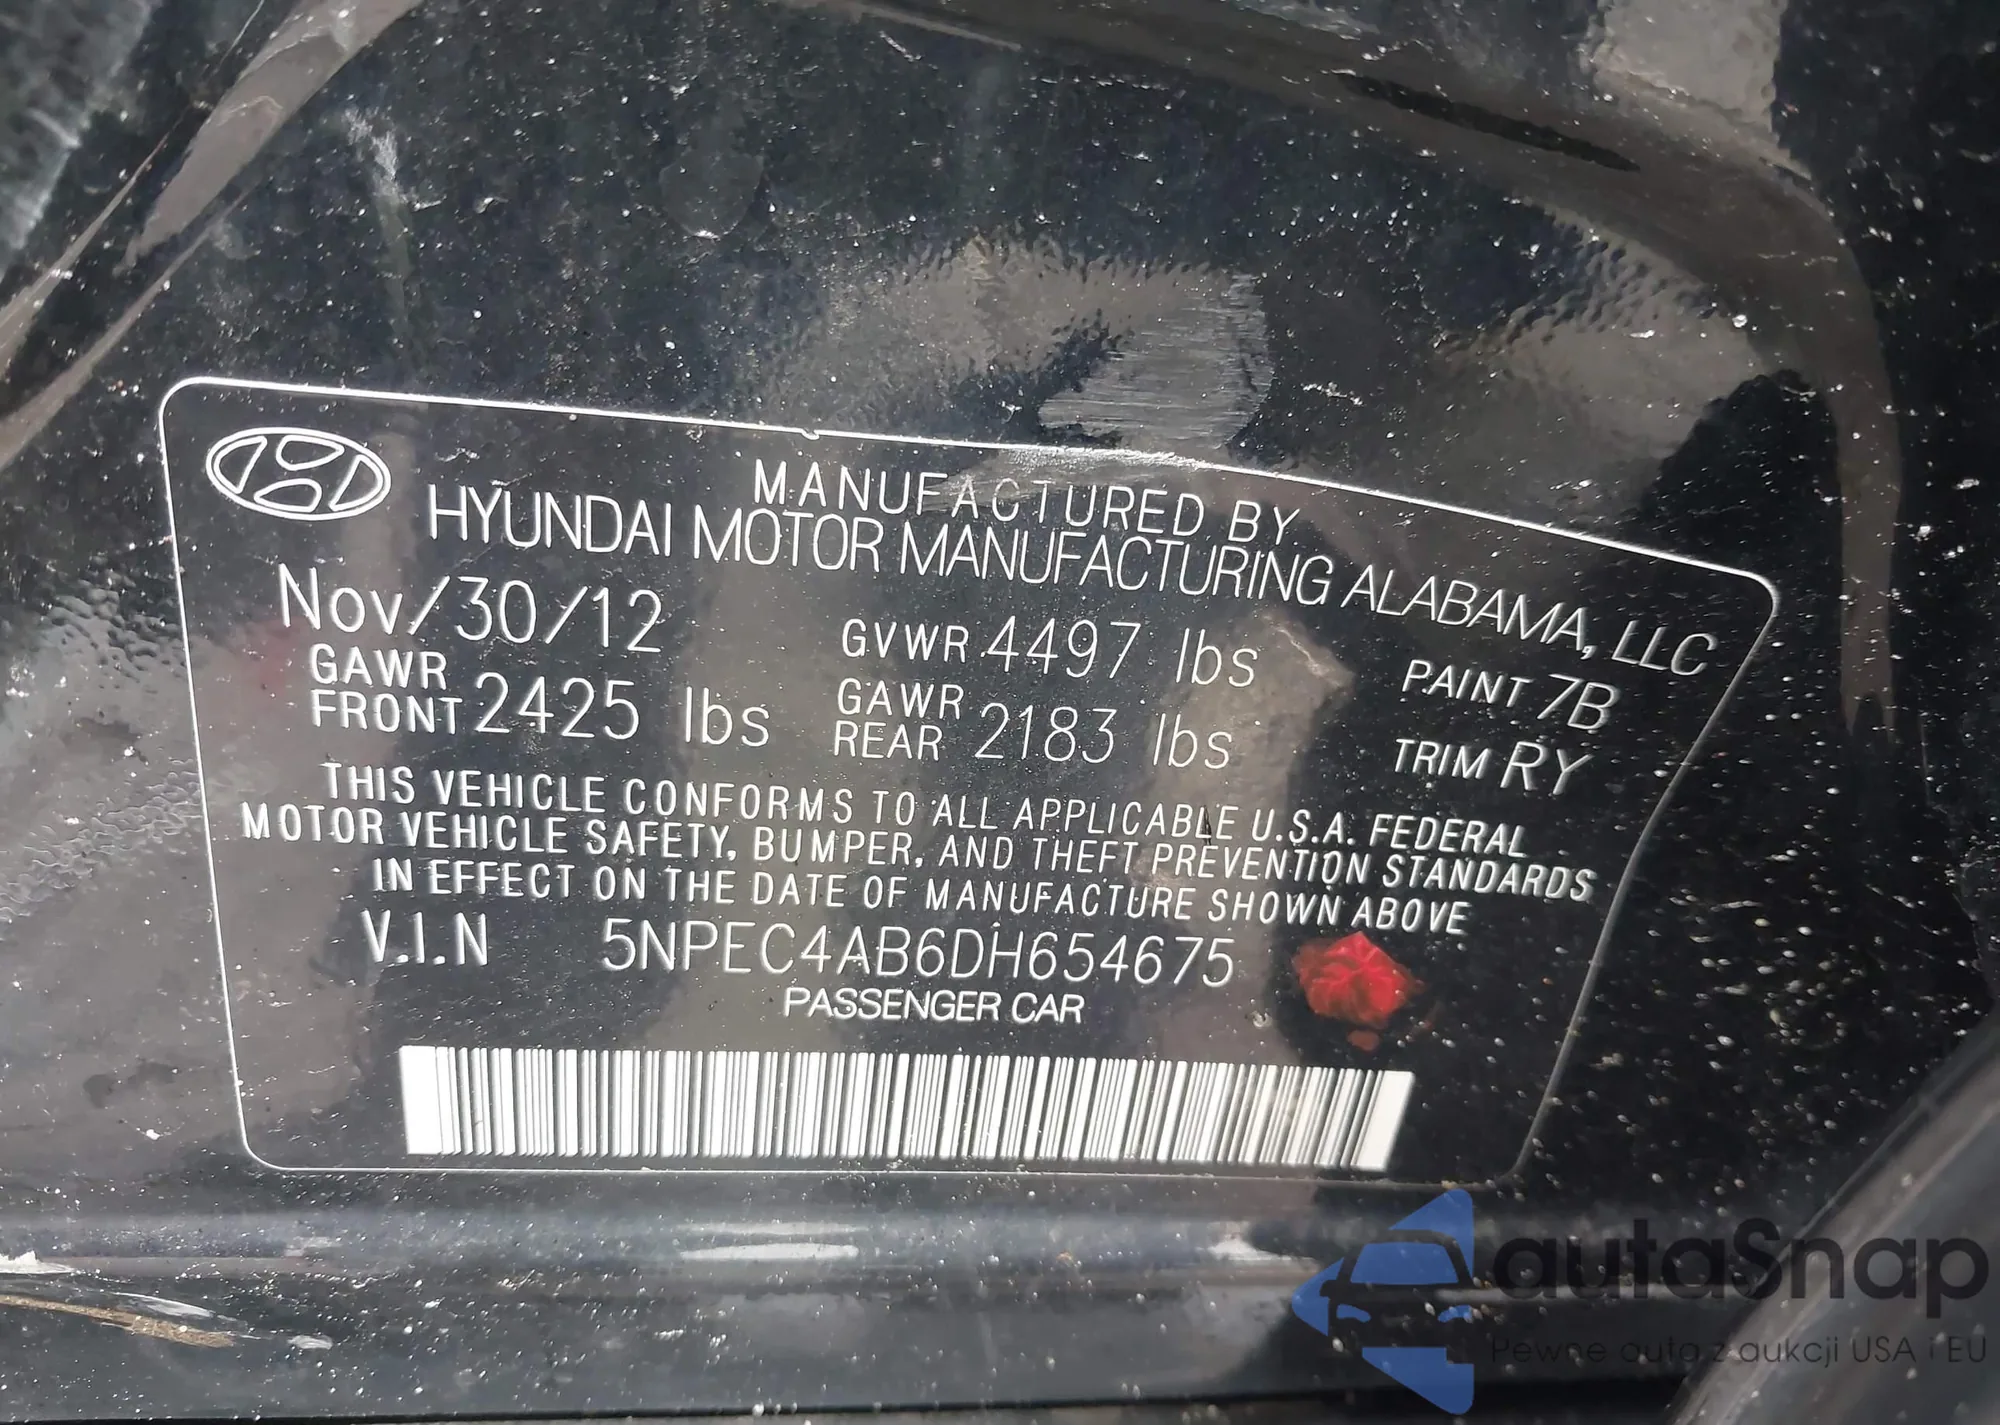 MANUFACTURED BY
HYUNDAI MOTOR MANUFACTURING ALABAMA, LLC
Nov/30/12 GVWR 4497 lbs PAINT 7B
GAWR FRONT 2425 lbs GAWR REAR 2183 lbs TRIM RY
THIS VEHICLE CONFORMS TO ALL APPLICABLE U.S.A. FEDERAL
MOTOR VEHICLE SAFETY, BUMPER, AND THEFT PREVENTION STANDARDS
IN EFFECT ON THE DATE OF MANUFACTURE SHOWN ABOVE
V.I.N 5NPEC4AB6DH654675
PASSENGER CAR
autaSnap
Pewne auta z aukcji USA i EU